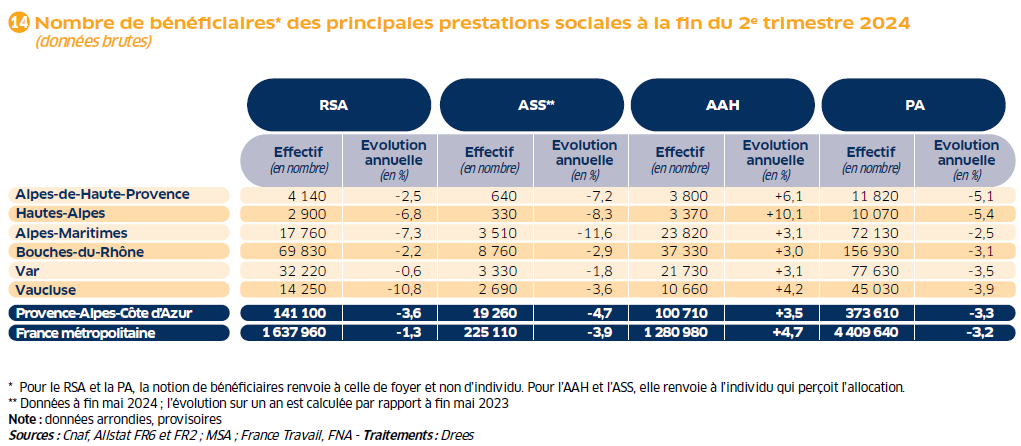 14 Nombre de bénéficiaires* des principales prestations sociales à la fin du 2e trimestre 2024
(données brutes)
RSA ASS** AAH PA
Effectif (en nombre) Evolution annuelle (en %) Effectif (en nombre) Evolution annuelle (en %) Effectif (en nombre) Evolution annuelle (en %) Effectif (en nombre) Evolution annuelle (en %)
Alpes-de-Haute-Provence 4 140 -2,5 640 -7,2 3 800 +6,1 11 820 -5,1
Hautes-Alpes 2 900 -6,8 330 -8,3 3 370 +10,1 10 070 -5,4
Alpes-Maritimes 17 760 -7,3 3 510 -11,6 23 820 +3,1 72 130 -2,5
Bouches-du-Rhône 69 830 -2,2 8 760 -2,9 37 330 +3,0 156 930 -3,1
Var 32 220 -0,6 3 330 -1,8 21 730 +3,1 77 630 -3,5
Vaucluse 14 250 -10,8 2 690 -3,6 10 660 +4,2 45 030 -3,9
Provence-Alpes-Côte d'Azur 141 100 -3,6 19 260 -4,7 100 710 +3,5 373 610 -3,3
France métropolitaine 1 637 960 -1,3 225 110 -3,9 1 280 980 +4,7 4 409 640 -3,2
* Pour le RSA et la PA, la notion de bénéficiaires renvoie à celle de foyer et non d'individu. Pour l'AAH et l'ASS, elle renvoie à l'individu qui perçoit l'allocation.
** Données à fin mai 2024 ; l'évolution sur un an est calculée par rapport à fin mai 2023
Note : données arrondies, provisoires
Sources : Cnaf, Allstat FR6 et FR2 ; MSA ; France Travail, FNA - Traitements : Drees